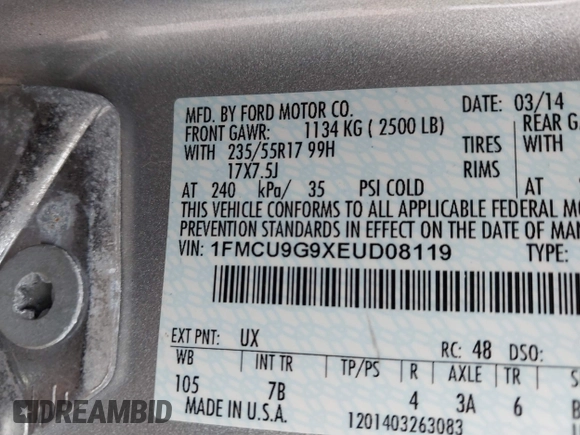 MFD. BY FORD MOTOR CO.
DATE: 03/14
FRONT GAWR: 1134 KG ( 2500 LB)
REAR G
WITH 235/55R17 99H TIRES WITH
17X7.5J RIMS
AT 240 kPa/ 35 PSI COLD AT
THIS VEHICLE CONFORMS TO ALL APPLICABLE FEDERAL MO
PREVENTION STANDARDS IN EFFECT ON THE DATE OF MAN
VIN: 1FMCU9G9XEUD08119 TYPE:
EXT PNT: UX RC: 48 DSO:
WB INT TR TP/PS R AXLE TR S
105 7B 4 3A 6
MADE IN U.S.A. 1201403263083
DREAMBID